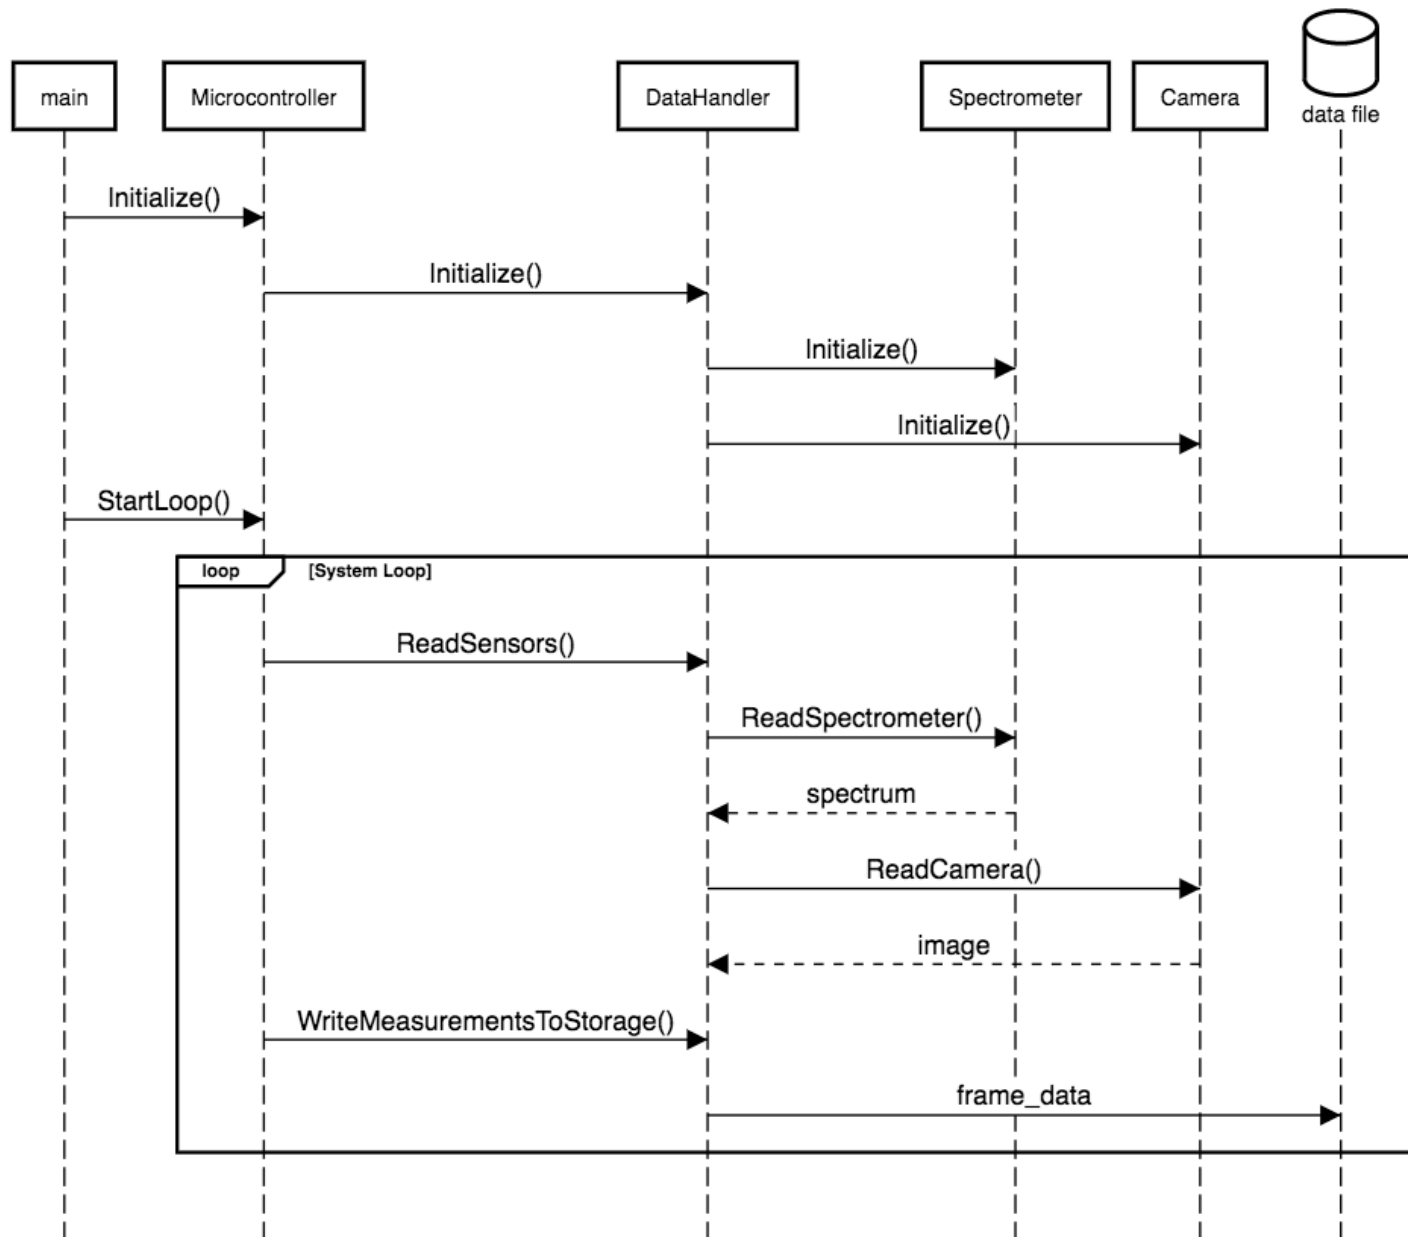 main
Microcontroller
DataHandler
Spectrometer
Camera
data file
Initialize()
Initialize()
Initialize()
Initialize()
StartLoop()
loop
[System Loop]
ReadSensors()
ReadSpectrometer()
spectrum
ReadCamera()
image
WriteMeasurementsToStorage()
frame_data